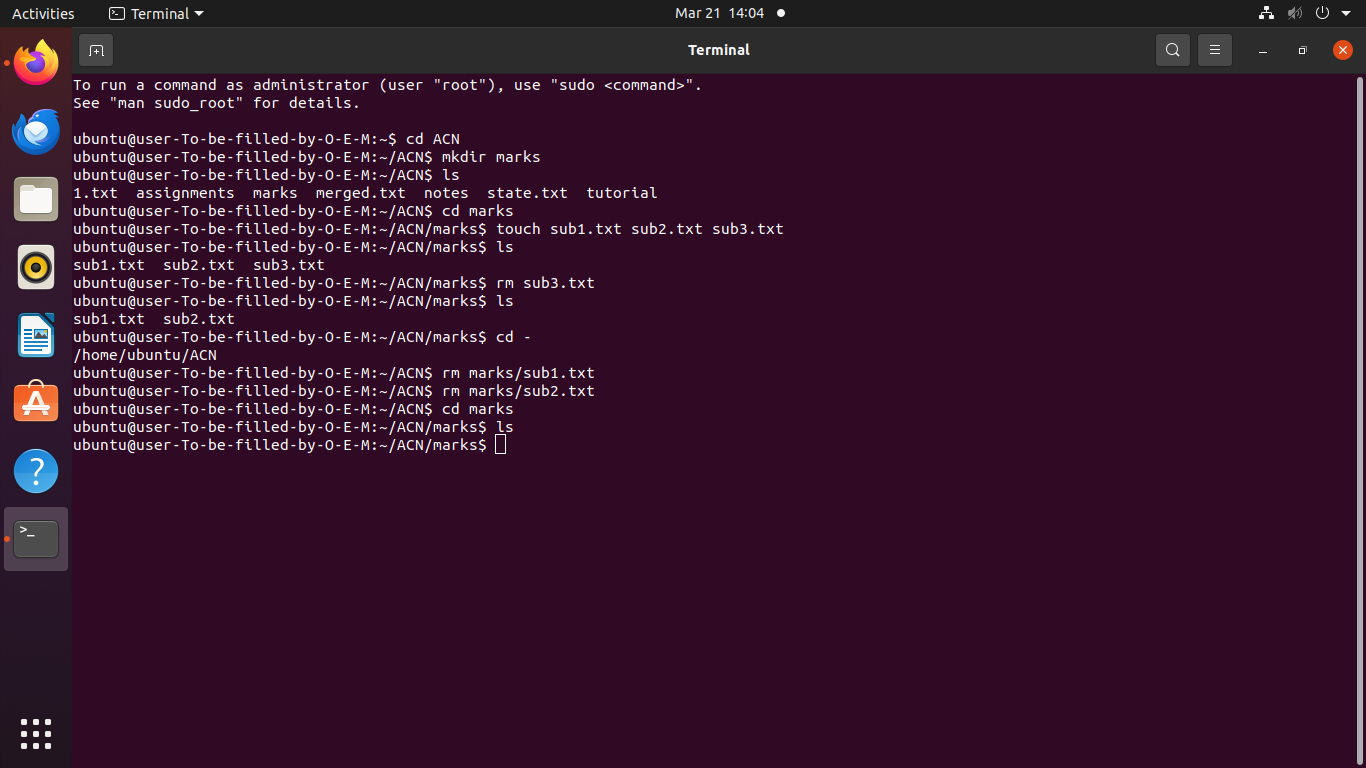 Activities Terminal Mar 21 14:04
Terminal
To run a command as administrator (user "root"), use "sudo <command>".
See "man sudo_root" for details.
ubuntu@user-To-be-filled-by-O-E-M:~$ cd ACN
ubuntu@user-To-be-filled-by-O-E-M:~/ACN$ mkdir marks
ubuntu@user-To-be-filled-by-O-E-M:~/ACN$ ls
1.txt  assignments  marks  merged.txt  notes  state.txt  tutorial
ubuntu@user-To-be-filled-by-O-E-M:~/ACN$ cd marks
ubuntu@user-To-be-filled-by-O-E-M:~/ACN/marks$ touch sub1.txt sub2.txt sub3.txt
ubuntu@user-To-be-filled-by-O-E-M:~/ACN/marks$ ls
sub1.txt  sub2.txt  sub3.txt
ubuntu@user-To-be-filled-by-O-E-M:~/ACN/marks$ rm sub3.txt
ubuntu@user-To-be-filled-by-O-E-M:~/ACN/marks$ ls
sub1.txt  sub2.txt
ubuntu@user-To-be-filled-by-O-E-M:~/ACN/marks$ cd -
/home/ubuntu/ACN
ubuntu@user-To-be-filled-by-O-E-M:~/ACN$ rm marks/sub1.txt
ubuntu@user-To-be-filled-by-O-E-M:~/ACN$ rm marks/sub2.txt
ubuntu@user-To-be-filled-by-O-E-M:~/ACN$ cd marks
ubuntu@user-To-be-filled-by-O-E-M:~/ACN/marks$ ls
ubuntu@user-To-be-filled-by-O-E-M:~/ACN/marks$